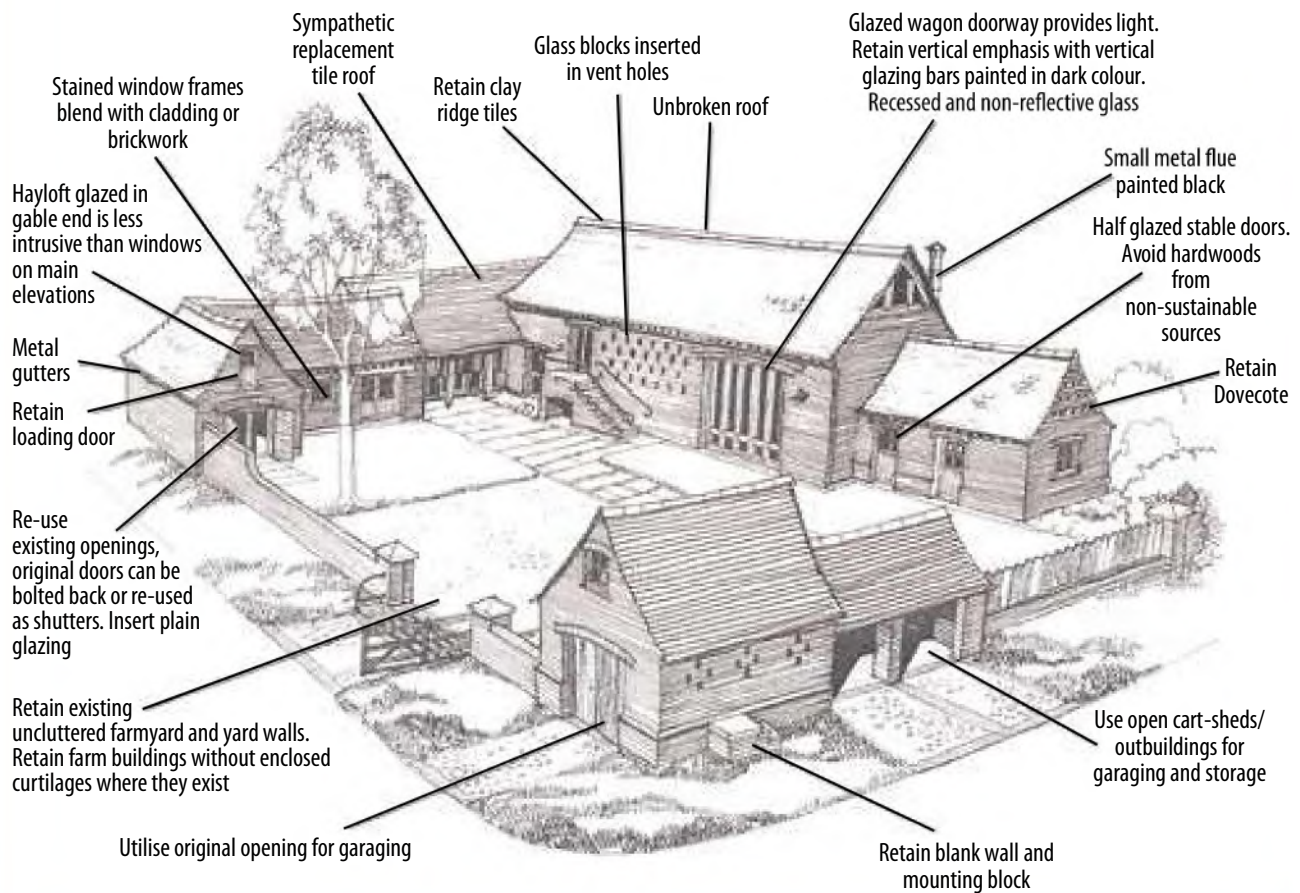 Sympathetic
replacement
tile roof
Stained window frames
blend with cladding or
brickwork
Retain clay
ridge tiles
Glass blocks inserted
in vent holes
Unbroken roof
Glazed wagon doorway provides light.
Retain vertical emphasis with vertical
glazing bars painted in dark colour.
Recessed and non-reflective glass
Small metal flue
painted black
Half glazed stable doors.
Avoid hardwoods
from
non-sustainable
sources
Retain
Dovecote
Hayloft glazed in
gable end is less
intrusive than windows
on main
elevations
Metal
gutters
Retain
loading door
Re-use
existing openings,
original doors can be
bolted back or re-used
as shutters. Insert plain
glazing
Retain existing
uncluttered farmyard and yard walls.
Retain farm buildings without enclosed
curtilages where they exist
Utilise original opening for garaging
Retain blank wall and
mounting block
Use open cart-sheds/
outbuildings for
garaging and storage